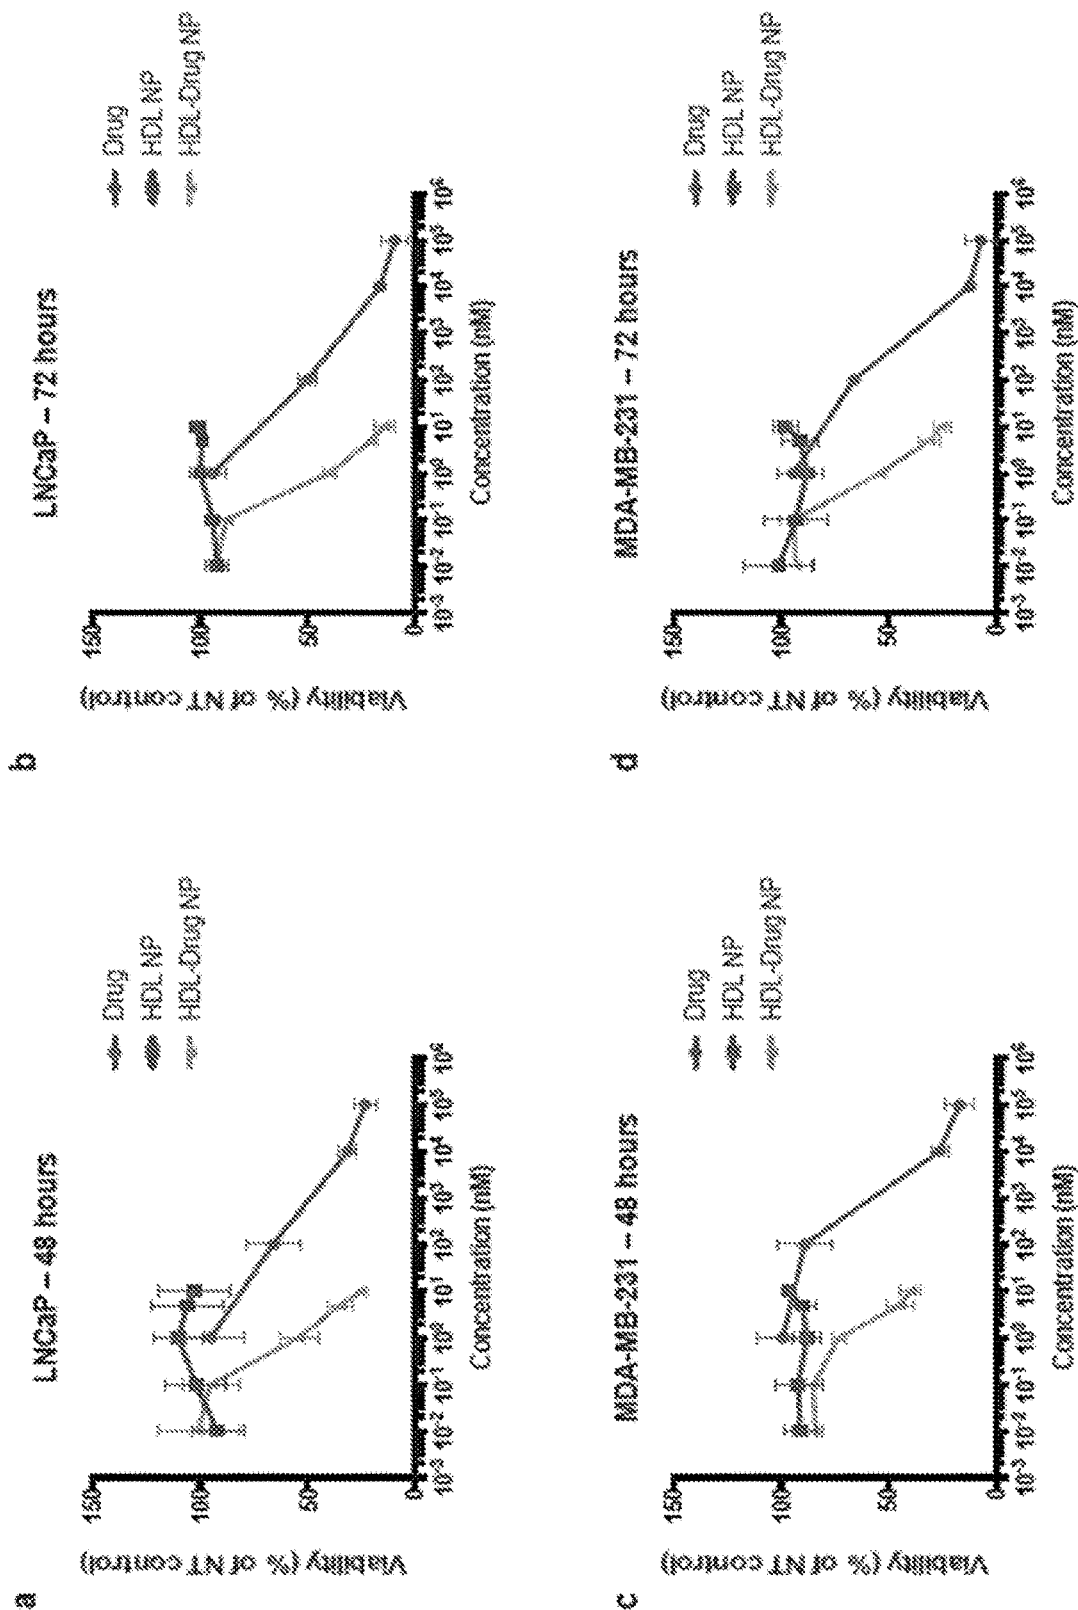 a
LNCaP – 48 hours
Viability (% of NT control)
150
100
50
0
10-3 10-2 10-1 100 101 102 103 104 105 106
Concentration (nM)
Drug
HDL NP
HDL-Drug NP
b
LNCaP – 72 hours
Viability (% of NT control)
150
100
50
0
10-3 10-2 10-1 100 101 102 103 104 105 106
Concentration (nM)
Drug
HDL NP
HDL-Drug NP
c
MDA-MB-231 – 48 hours
Viability (% of NT control)
150
100
50
0
10-3 10-2 10-1 100 101 102 103 104 105 106
Concentration (nM)
Drug
HDL NP
HDL-Drug NP
d
MDA-MB-231 – 72 hours
Viability (% of NT control)
150
100
50
0
10-3 10-2 10-1 100 101 102 103 104 105 106
Concentration (nM)
Drug
HDL NP
HDL-Drug NP